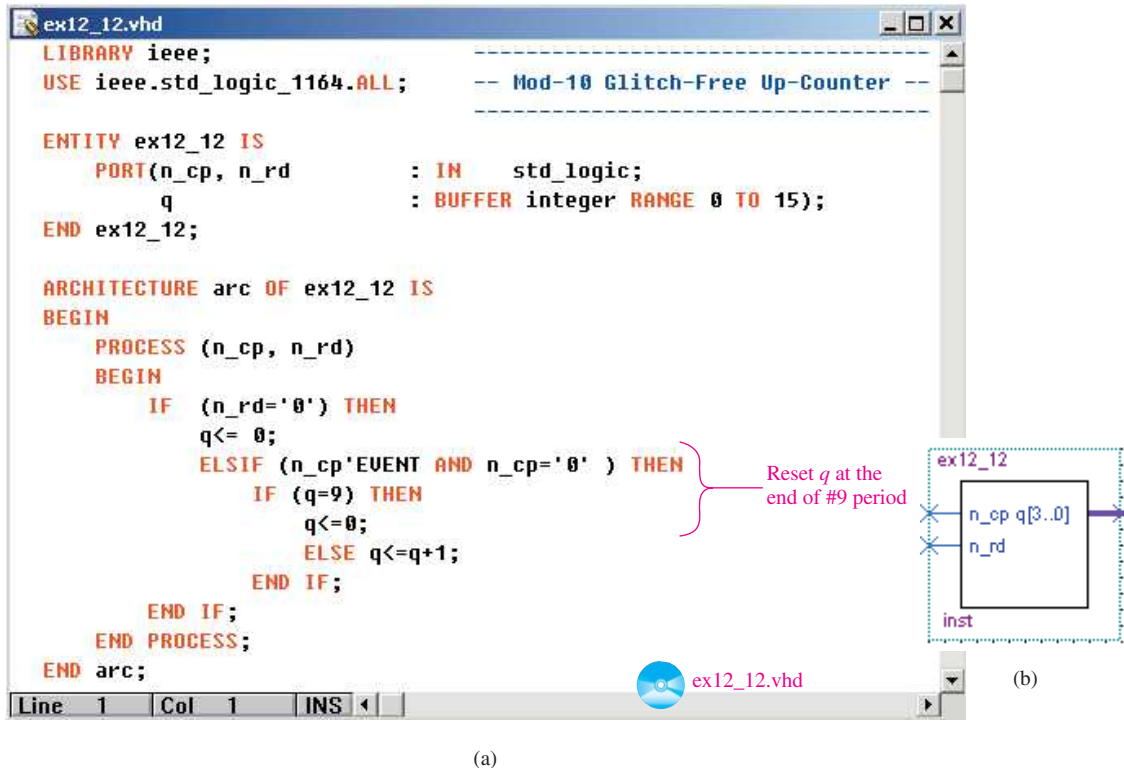 ex12_12.vhd
LIBRARY ieee; ------------------------------------
USE ieee.std_logic_1164.ALL; -- Mod-10 Glitch-Free Up-Counter --
------------------------------------
ENTITY ex12_12 IS
PORT(n_cp, n_rd : IN std_logic;
q : BUFFER integer RANGE 0 TO 15);
END ex12_12;
ARCHITECTURE arc OF ex12_12 IS
BEGIN
PROCESS (n_cp, n_rd)
BEGIN
IF (n_rd='0') THEN
q<= 0;
ELSIF (n_cp'EVENT AND n_cp='0' ) THEN
IF (q=9) THEN
q<=0;
ELSE q<=q+1;
END IF;
END IF;
END PROCESS;
END arc;
Reset q at the
end of #9 period
ex12_12.vhd
Line 1 Col 1 INS
(a)
ex12_12
n_cp q[3..0]
n_rd
inst
(b)